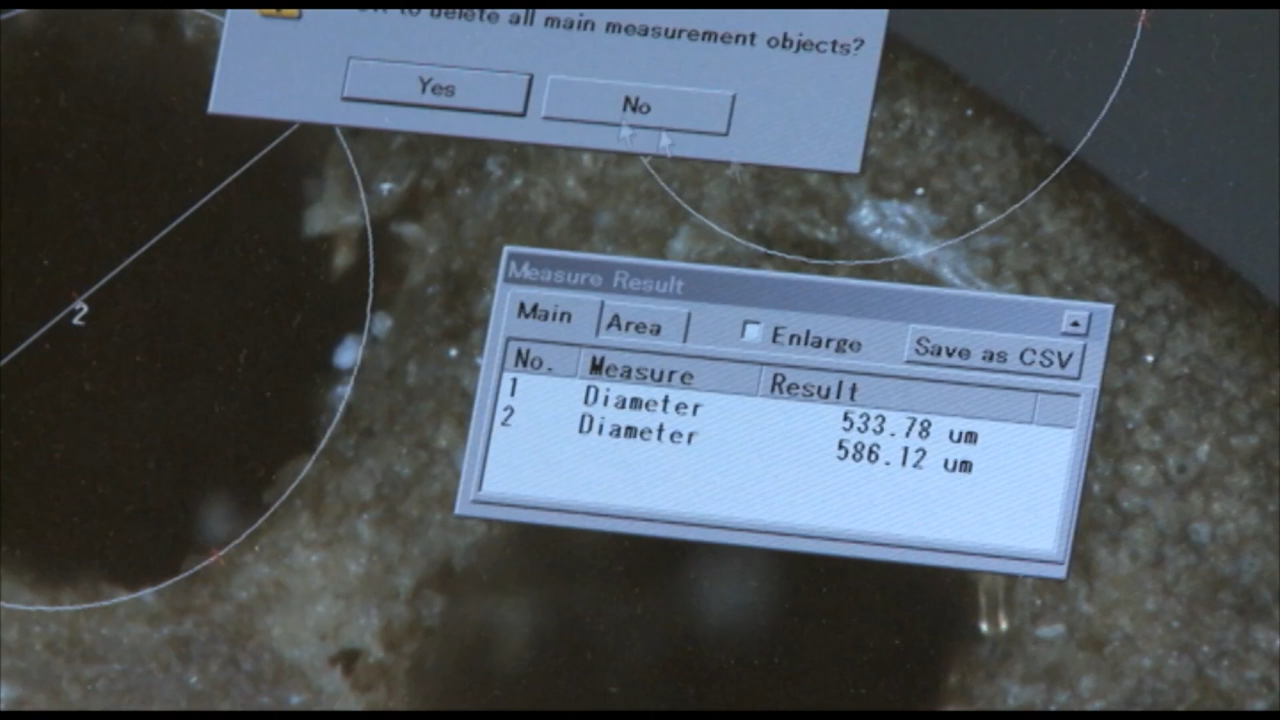 to delete all main measurement objects?
Yes No
2
Measure Result
Main Area Enlarge Save as CSV
No. Measure Result
1 Diameter 533.78 um
2 Diameter 586.12 um